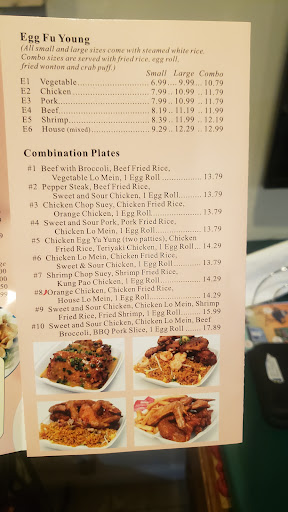 Egg Fu Young
(All small and large sizes come with steamed white rice.
Combo sizes are served with fried rice, egg roll,
fried wonton and crab puff.)
Small Large Combo
E1 Vegetable 6.99 9.99 10.79
E2 Chicken 7.99 10.99 11.79
E3 Pork 7.99 10.79 11.79
E4 Beef 8.19 11.19 11.99
E5 Shrimp 8.39 11.99 12.19
E6 House (mixed) 9.29 12.29 12.99
Combination Plates
#1 Beef with Broccoli, Beef Fried Rice,
Vegetable Lo Mein, 1 Egg Roll 13.79
#2 Pepper Steak, Beef Fried Rice,
Sweet and Sour Chicken, 1 Egg Roll 13.79
#3 Chicken Chop Suey, Chicken Fried Rice,
Orange Chicken, 1 Egg Roll 13.79
#4 Sweet and Sour Pork, Pork Fried Rice,
Chicken Lo Mein, 1 Egg Roll 13.79
#5 Chicken Egg Fu Yung (two patties), Chicken
Fried Rice, Teriyaki Chicken, 1 Egg Roll 14.29
#6 Chicken Lo Mein, Chicken Fried Rice,
Sweet & Sour Chicken, 1 Egg Roll 13.79
#7 Shrimp Chop Suey, Shrimp Fried Rice,
Kung Pao Chicken, 1 Egg Roll 14.29
#8 Orange Chicken, Chicken Fried Rice,
House Lo Mein, 1 Egg Roll 14.29
#9 Sweet and Sour Chicken, Chicken Lo Mein, Shrimp
Fried Rice, Fried Shrimp, 1 Egg Roll 15.99
#10 Sweet and Sour Chicken, Chicken Lo Mein, Beef
Broccoli, BBQ Pork Slice, 1 Egg Roll 17.89